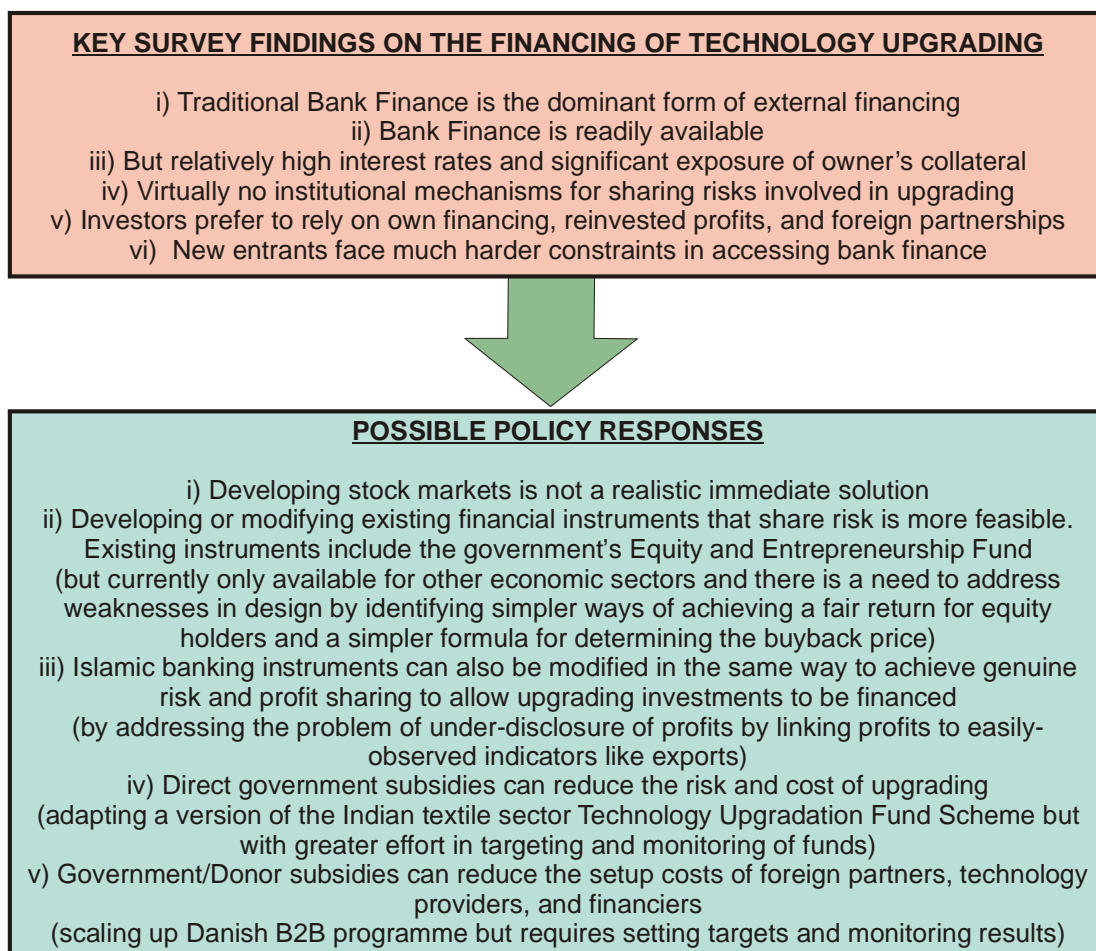 KEY SURVEY FINDINGS ON THE FINANCING OF TECHNOLOGY UPGRADING
i) Traditional Bank Finance is the dominant form of external financing
ii) Bank Finance is readily available
iii) But relatively high interest rates and significant exposure of owner's collateral
iv) Virtually no institutional mechanisms for sharing risks involved in upgrading
v) Investors prefer to rely on own financing, reinvested profits, and foreign partnerships
vi) New entrants face much harder constraints in accessing bank finance
POSSIBLE POLICY RESPONSES
i) Developing stock markets is not a realistic immediate solution
ii) Developing or modifying existing financial instruments that share risk is more feasible.
Existing instruments include the government's Equity and Entrepreneurship Fund
(but currently only available for other economic sectors and there is a need to address
weaknesses in design by identifying simpler ways of achieving a fair return for equity
holders and a simpler formula for determining the buyback price)
iii) Islamic banking instruments can also be modified in the same way to achieve genuine
risk and profit sharing to allow upgrading investments to be financed
(by addressing the problem of under-disclosure of profits by linking profits to easily-
observed indicators like exports)
iv) Direct government subsidies can reduce the risk and cost of upgrading
(adapting a version of the Indian textile sector Technology Upgradation Fund Scheme but
with greater effort in targeting and monitoring of funds)
v) Government/Donor subsidies can reduce the setup costs of foreign partners, technology
providers, and financiers
(scaling up Danish B2B programme but requires setting targets and monitoring results)